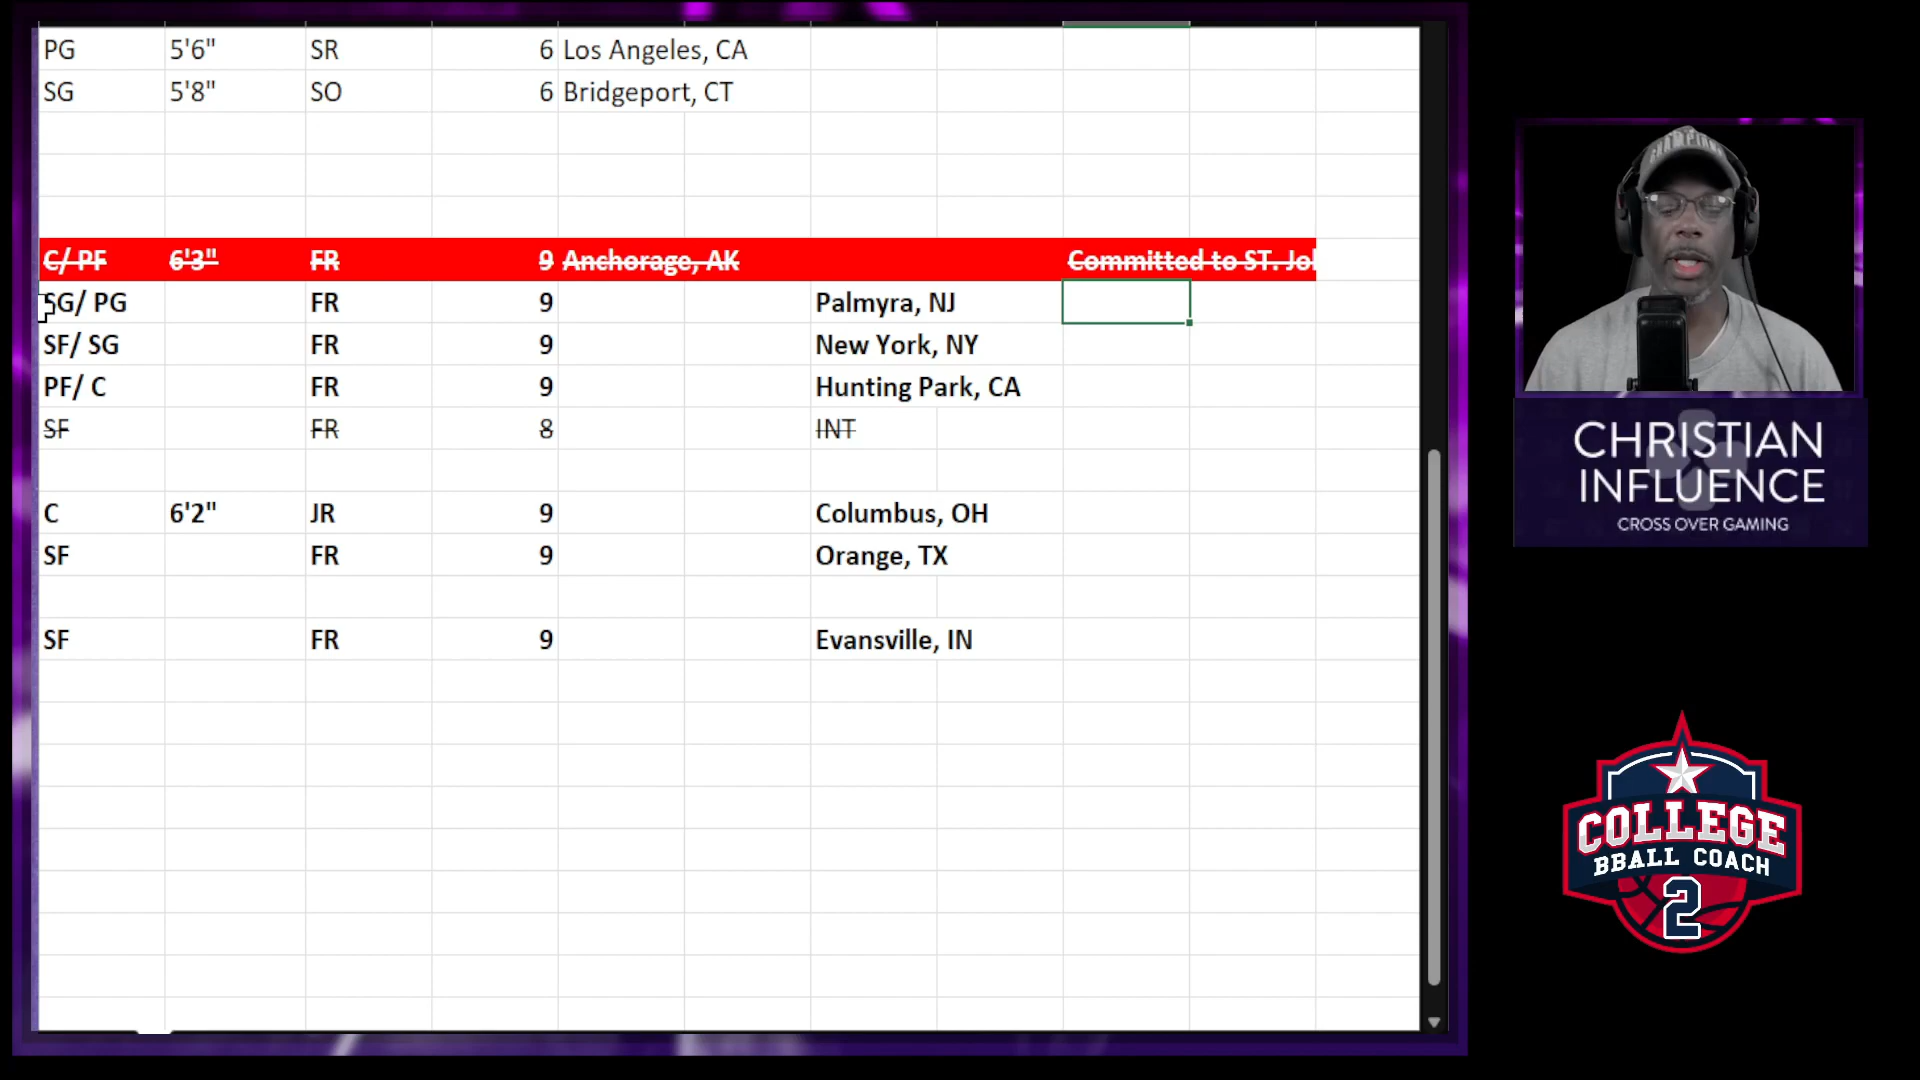 PG 5'6" SR 6 Los Angeles, CA
SG 5'8" SO 6 Bridgeport, CT
C/ PF 6'3" FR 9 Anchorage, AK Committed to ST. Jo
SG/ PG FR 9 Palmyra, NJ
SF/ SG FR 9 New York, NY
PF/ C FR 9 Hunting Park, CA
SF FR 8 INT
C 6'2" JR 9 Columbus, OH
SF FR 9 Orange, TX
SF FR 9 Evansville, IN
CHAMPIONS
CHRISTIAN
INFLUENCE
CROSS OVER GAMING
COLLEGE
BBALL COACH
2